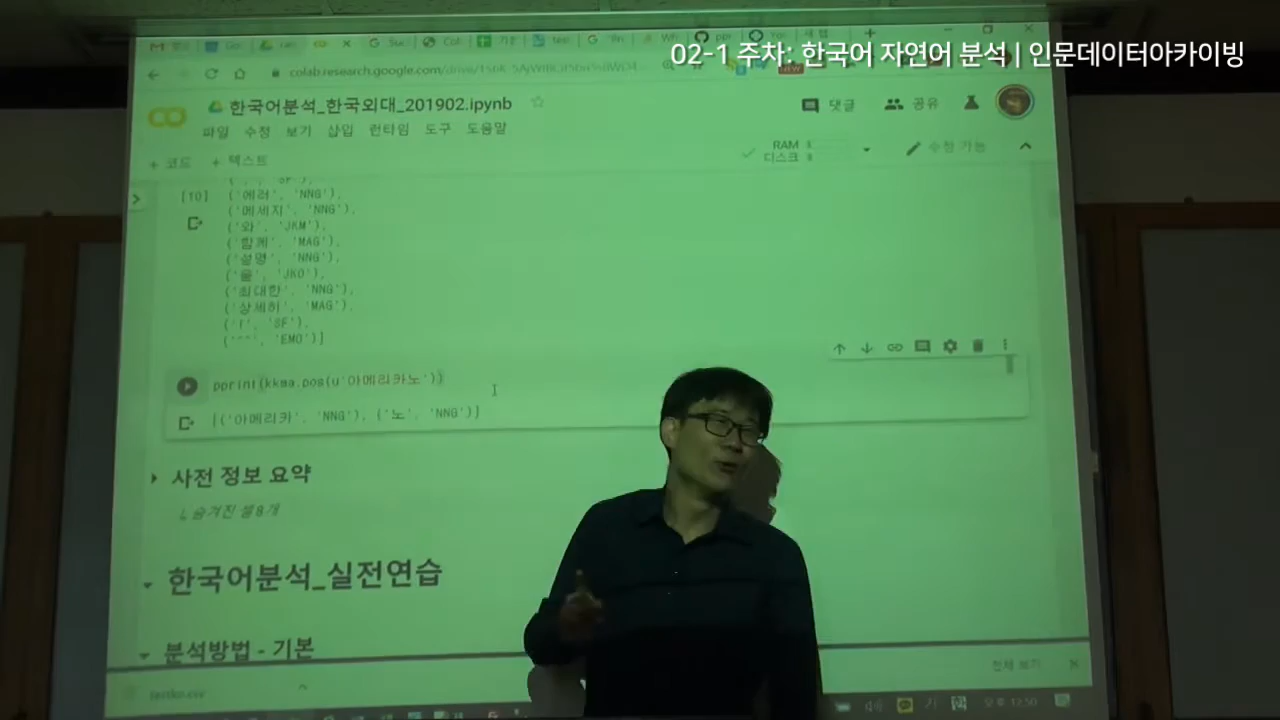 02-1 주차: 한국어 자연어 분석 | 인문데이터아카이빙
한국어분석_한국외대_201902.ipynb
댓글
공유
파일 수정 보기 삽입 런타임 도구 도움말
+ 코드 + 텍스트
RAM
디스크
수정 가능
[10] ('에러', 'NNG'),
('메세지', 'NNG'),
('와', 'JKM'),
('함께', 'MAG'),
('설명', 'NNG'),
('을', 'JKO'),
('최대한', 'NNG'),
('상세히', 'MAG'),
('!', 'SF'),
('^^', 'EMO')]
pprint(kkma.pos(u'아메리카노'))
[('아메리카', 'NNG'), ('노', 'NNG')]
사전 정보 요약
↳ 숨겨진 셀 8개
한국어분석_실전연습
분석방법 - 기본
전체 보기
오후 12:50